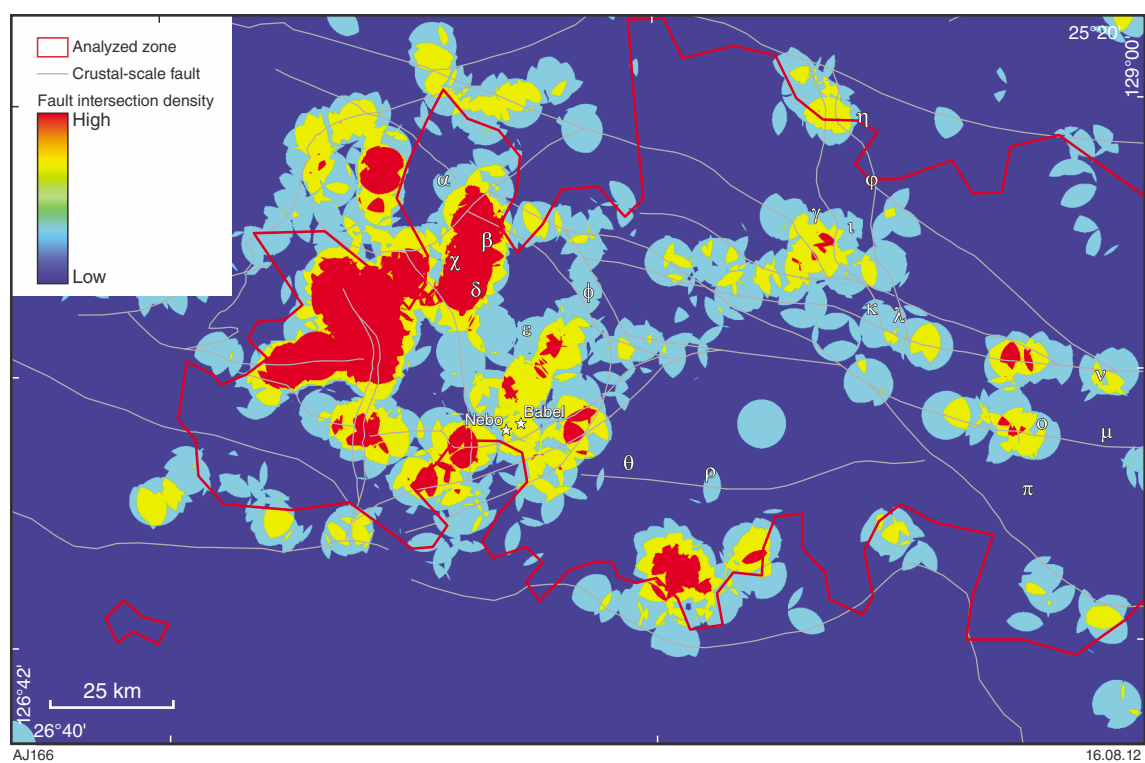 25°20'
129°00'
Analyzed zone
Crustal-scale fault
Fault intersection density
High
Low
η
α
φ
γ
ι
β
χ
δ
ϕ
κ
λ
ε
ν
Nebo
Babel
ο
μ
θ
ρ
π
126°42'
25 km
26°40'
AJ166
16.08.12